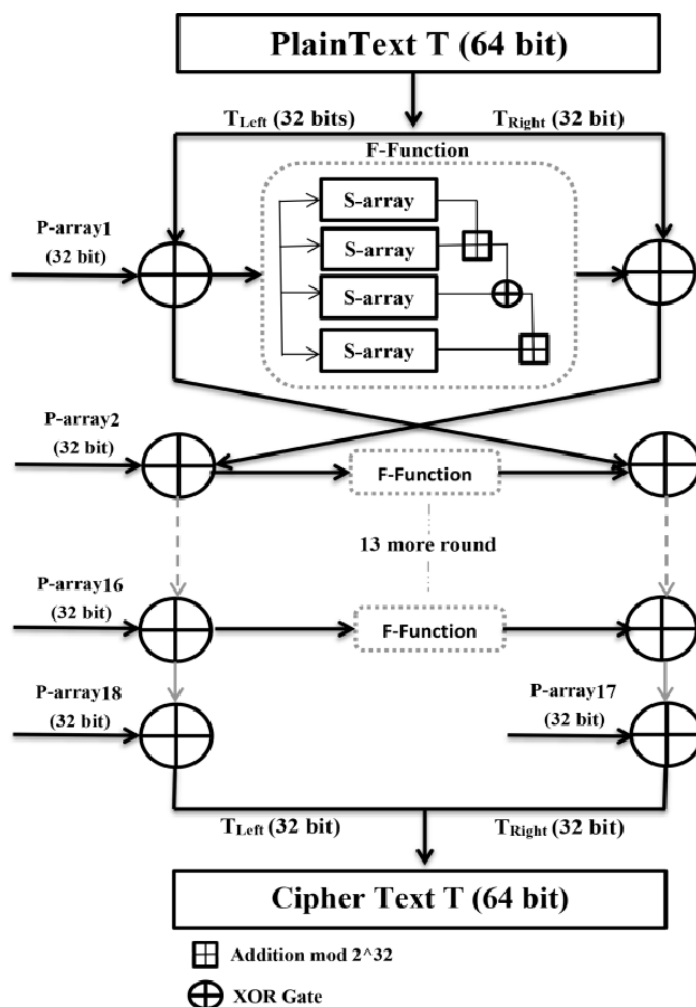 PlainText T (64 bit)
TLeft (32 bits)
TRight (32 bit)
F-Function
P-array1
(32 bit)
S-array
S-array
S-array
S-array
P-array2
(32 bit)
F-Function
13 more round
P-array16
(32 bit)
F-Function
P-array18
(32 bit)
P-array17
(32 bit)
TLeft (32 bit)
TRight (32 bit)
Cipher Text T (64 bit)
Addition mod 2^32
XOR Gate